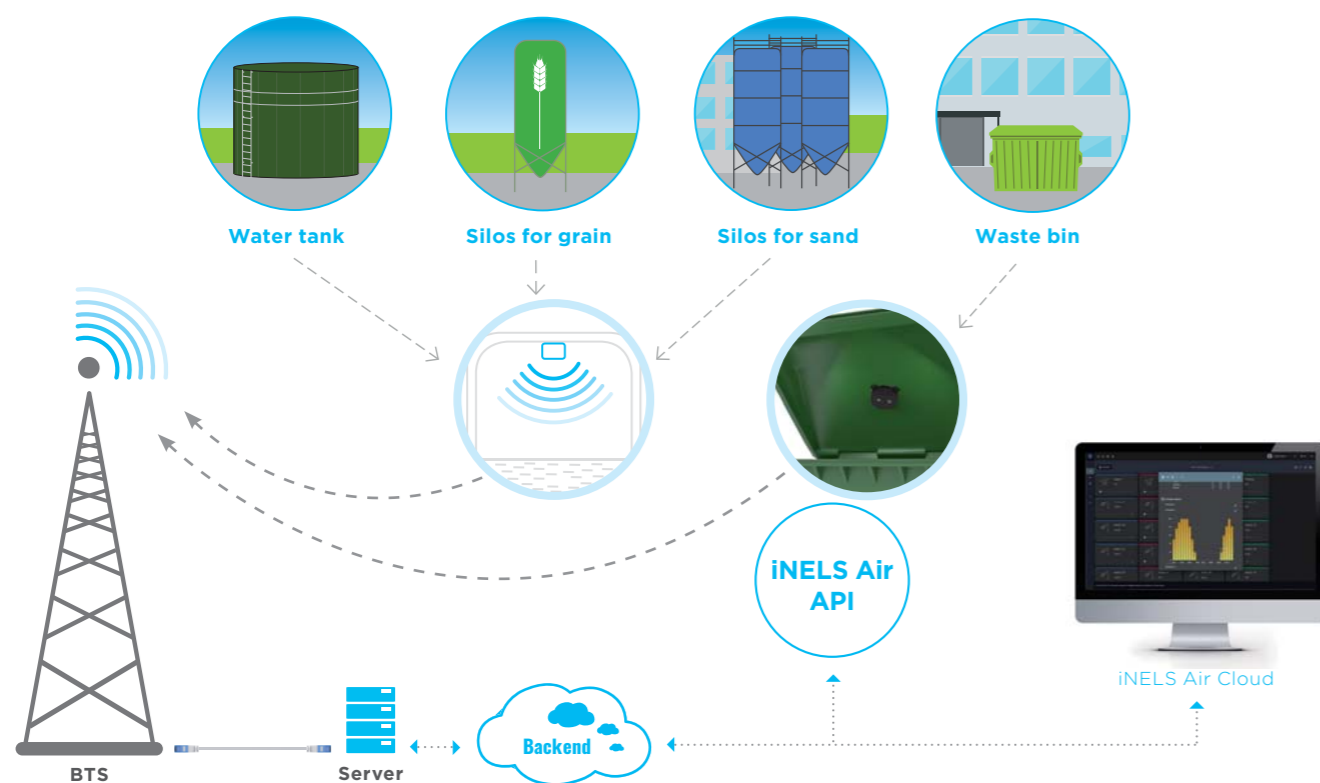 Water tank
Silos for grain
Silos for sand
Waste bin
iNELS Air
API
iNELS Air Cloud
Backend
BTS
Server